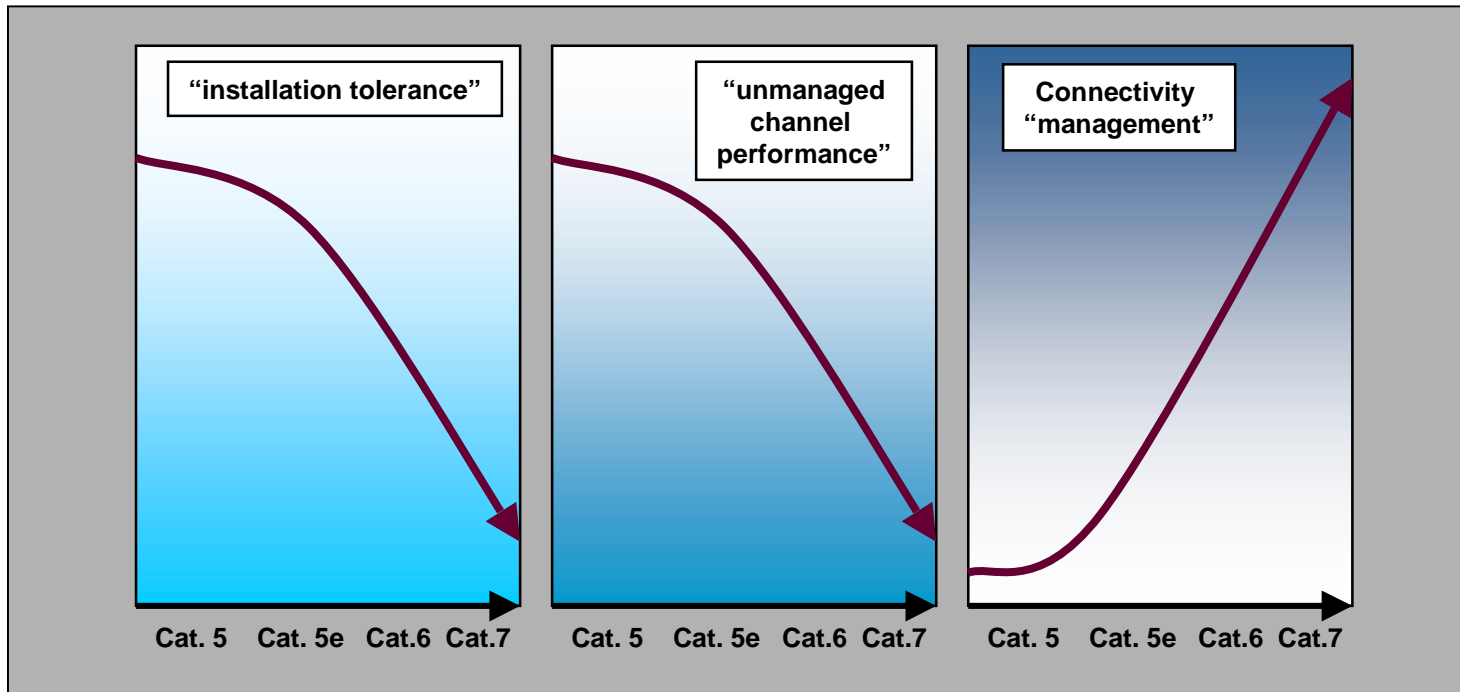 “installation tolerance”
“unmanaged
channel
performance”
Connectivity
“management”
Cat. 5 Cat. 5e Cat.6 Cat.7
Cat. 5 Cat. 5e Cat.6 Cat.7
Cat. 5 Cat. 5e Cat.6 Cat.7